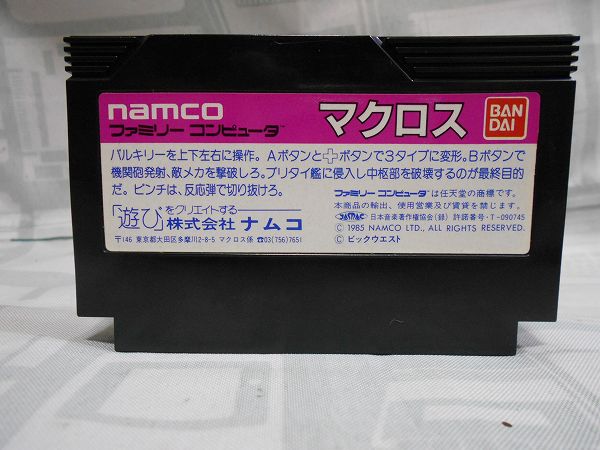 namco
ファミリー コンピュータ™
マクロス
BAN
DAI
バルキリーを上下左右に操作。Aボタンと✚ボタンで3タイプに変形。Bボタンで
機関砲発射、敵メカを撃破しろ。ブリタイ艦に侵入し中枢部を破壊するのが最終目的
だ。ピンチは、反応弾で切り抜けろ。
「遊び」をクリエイトする
株式会社 ナムコ
〒146 東京都大田区多摩川2-8-5 マクロス係 ☎03(756)7651
ファミリー コンピュータ™は任天堂の商標です。
本商品の輸出、使用営業及び賃貸を禁じます。
JASRAC 日本音楽著作権協会(録) 許諾番号・T-090745
Ⓒ 1985 NAMCO LTD., ALL RIGHTS RESERVED.
Ⓒ ビックウエスト